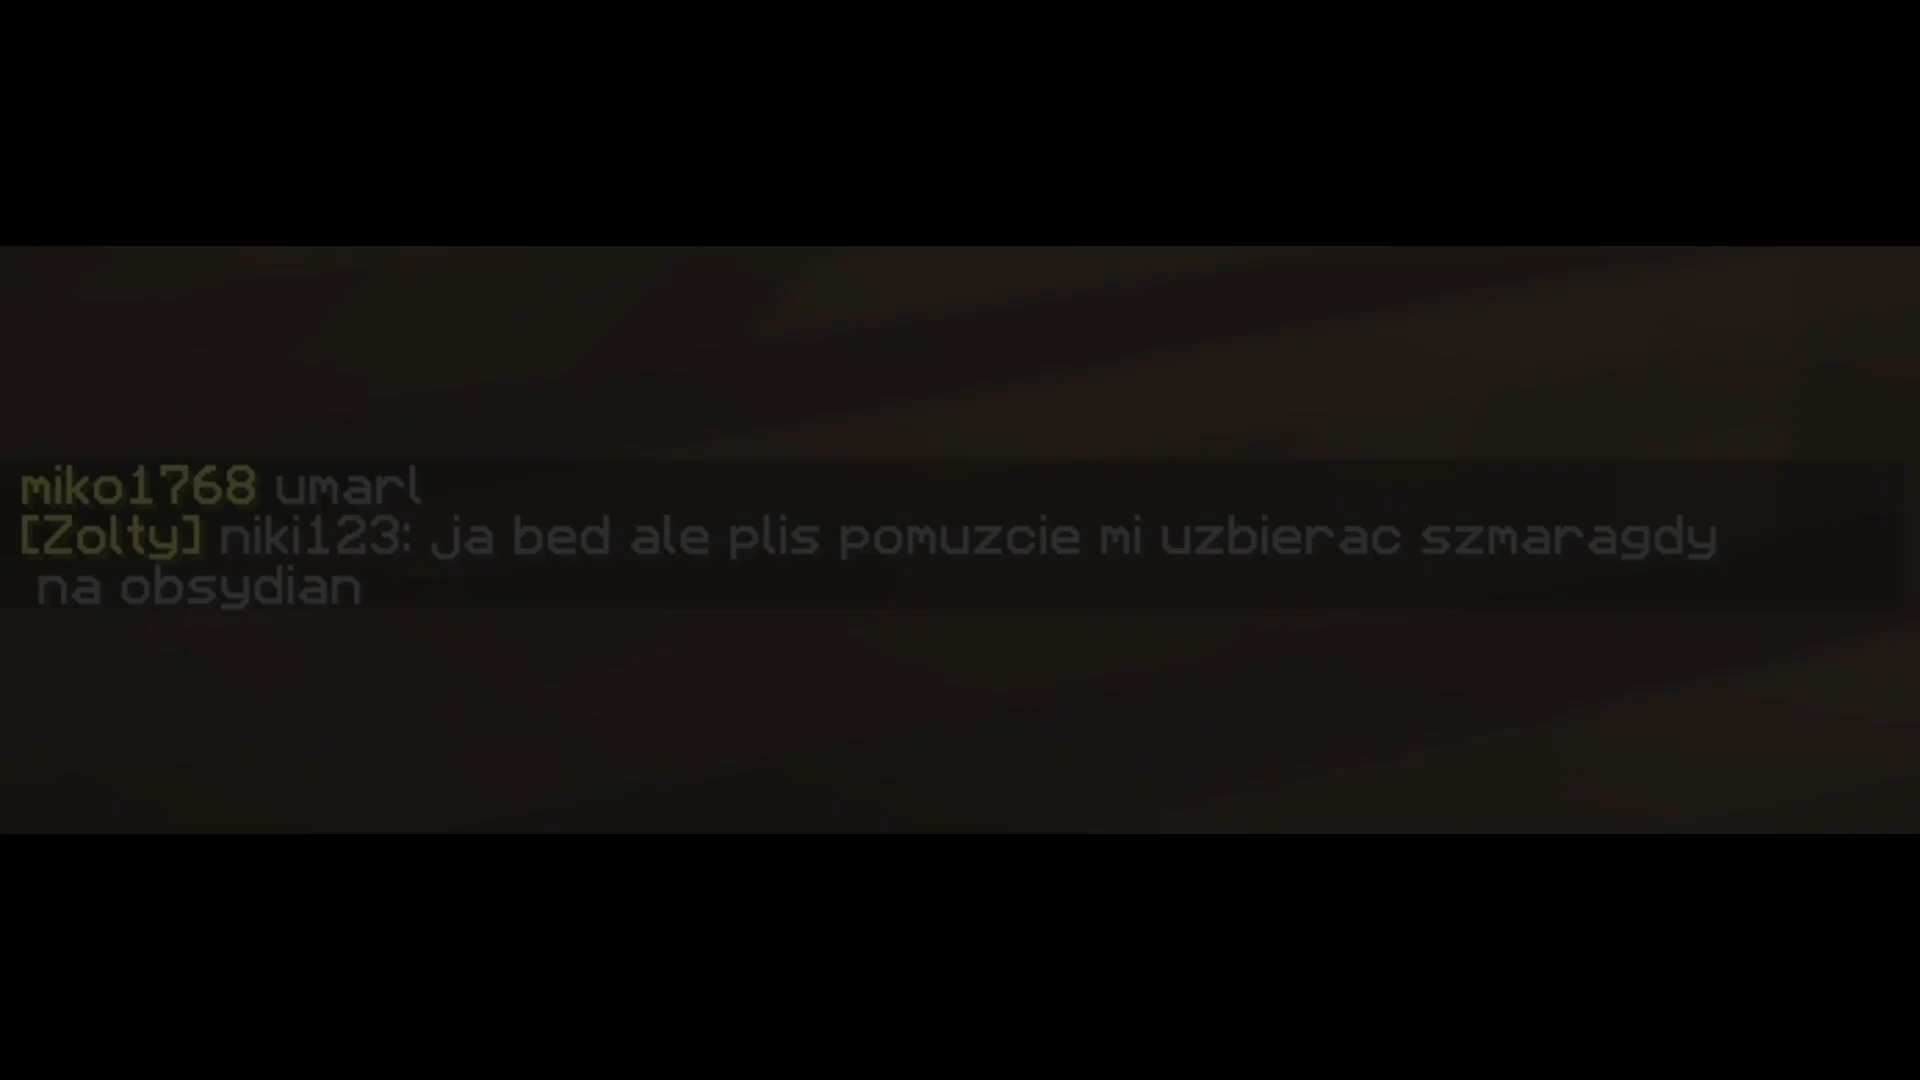 miko1768 umarl
[Zolty] niki123: ja bed ale plis pomuzcie mi uzbierac szmaragdy
na obsydian